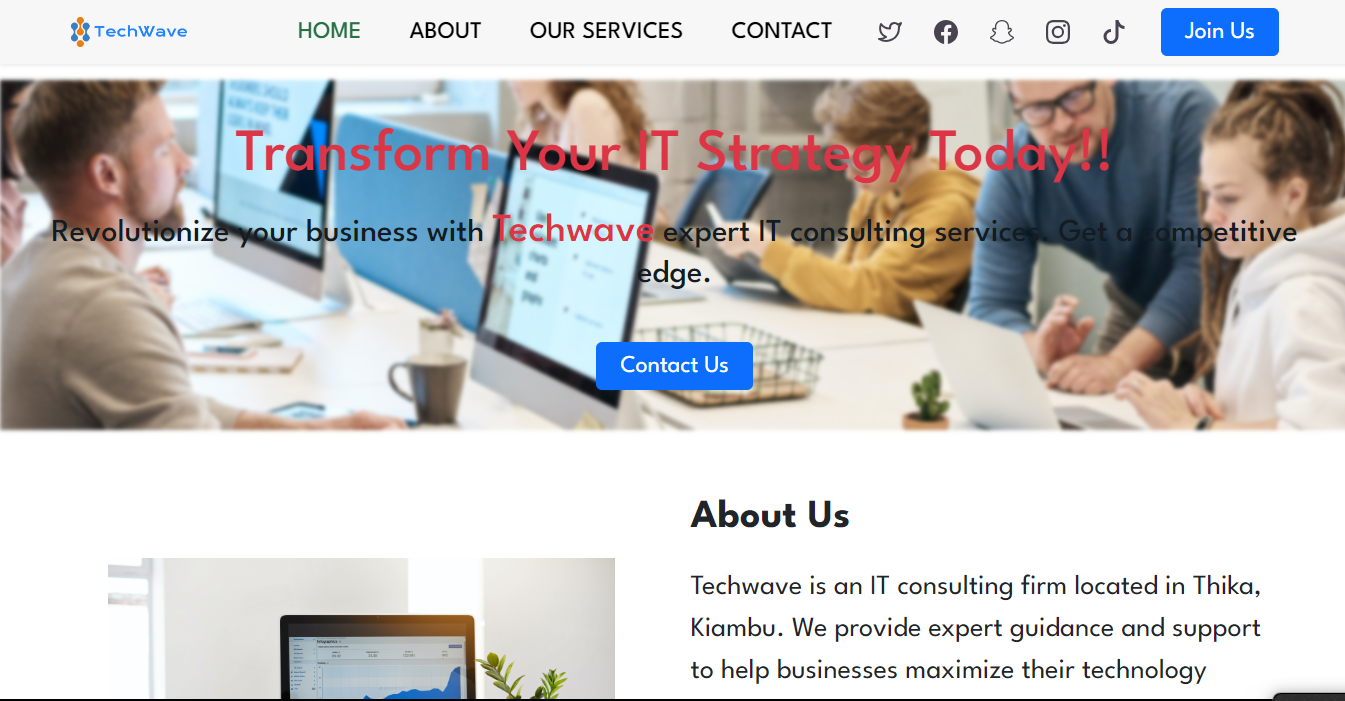 TechWave
HOME ABOUT OUR SERVICES CONTACT Join Us
Transform Your IT Strategy Today!!
Revolutionize your business with Techwave expert IT consulting services. Get a competitive
edge.
Contact Us
About Us
Techwave is an IT consulting firm located in Thika,
Kiambu. We provide expert guidance and support
to help businesses maximize their technology